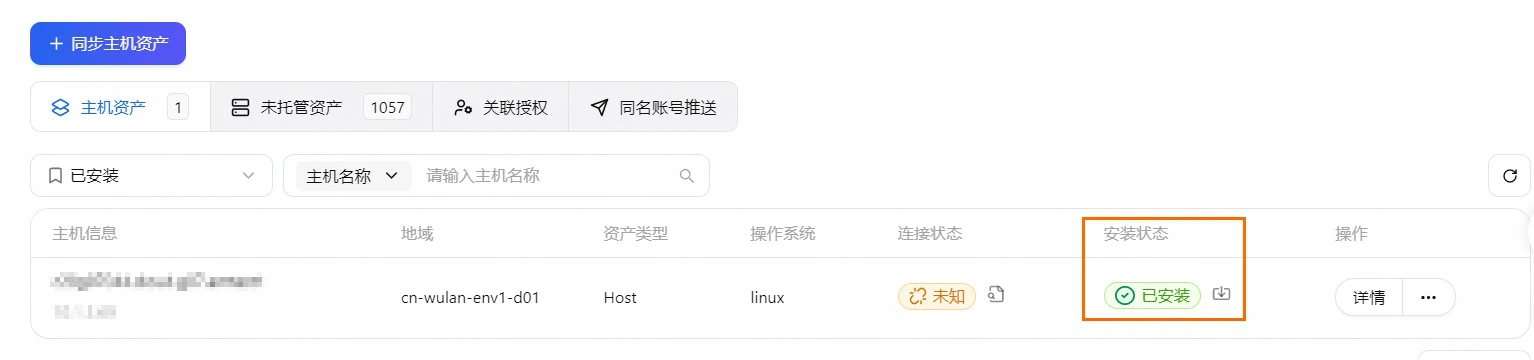 同步主机资产
主机资产 1 未托管资产 1057 关联授权 同名账号推送
已安装 主机名称 请输入主机名称
主机信息 地域 资产类型 操作系统 连接状态 安装状态 操作
cn-wulan-env1-d01 Host linux 未知 已安装 详情 ···